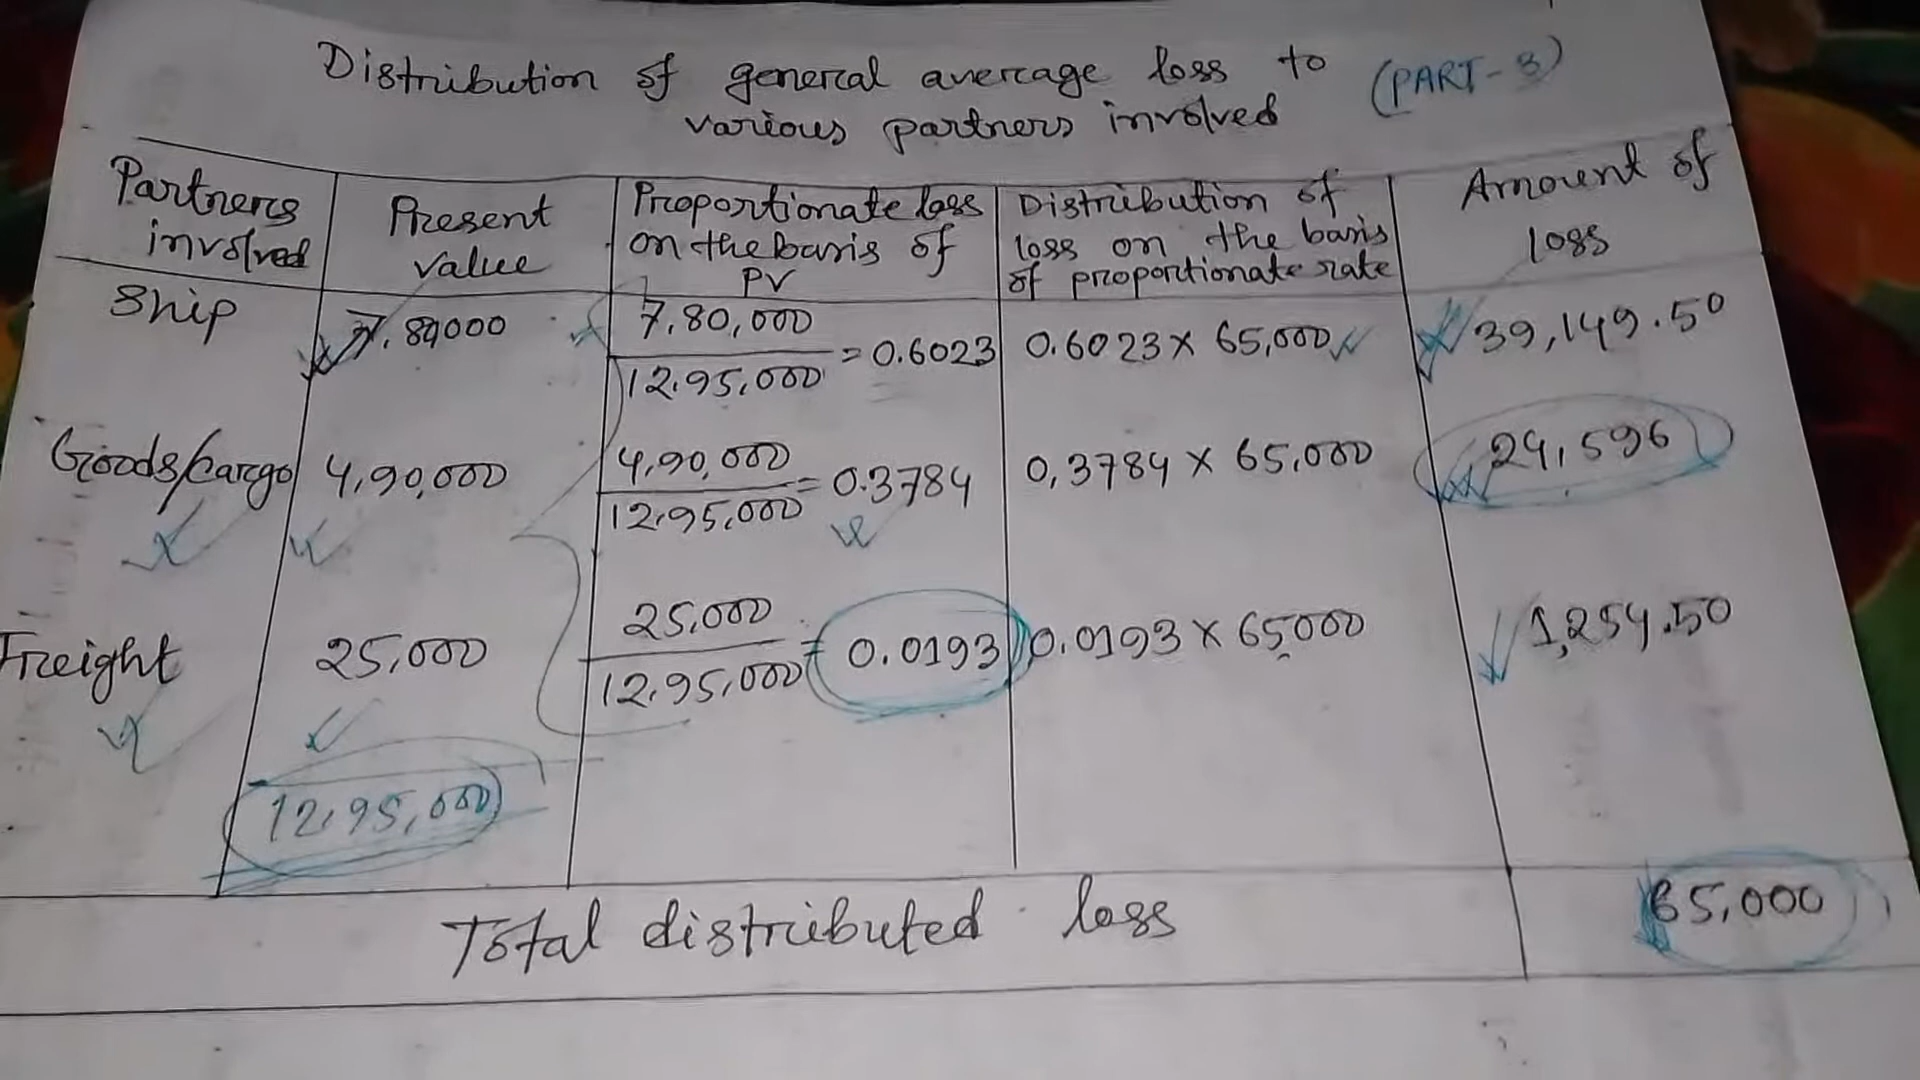 Distribution of general average loss to (PART-3)
various partners involved
Partners involved | Present value | Proportionate loss on the basis of PV | Distribution of loss on the basis of proportionate rate | Amount of loss
Ship | 7,80,000 | 7,80,000 / 12,95,000 = 0.6023 | 0.6023 × 65,000 | 39,149.50
Goods/cargo | 4,90,000 | 4,90,000 / 12,95,000 = 0.3784 | 0,3784 × 65,000 | 24,596
Freight | 25,000 | 25,000 / 12,95,000 = 0.0193 | 0.0193 × 65000 | 1,254.50
12,95,000
Total distributed loss | 65,000